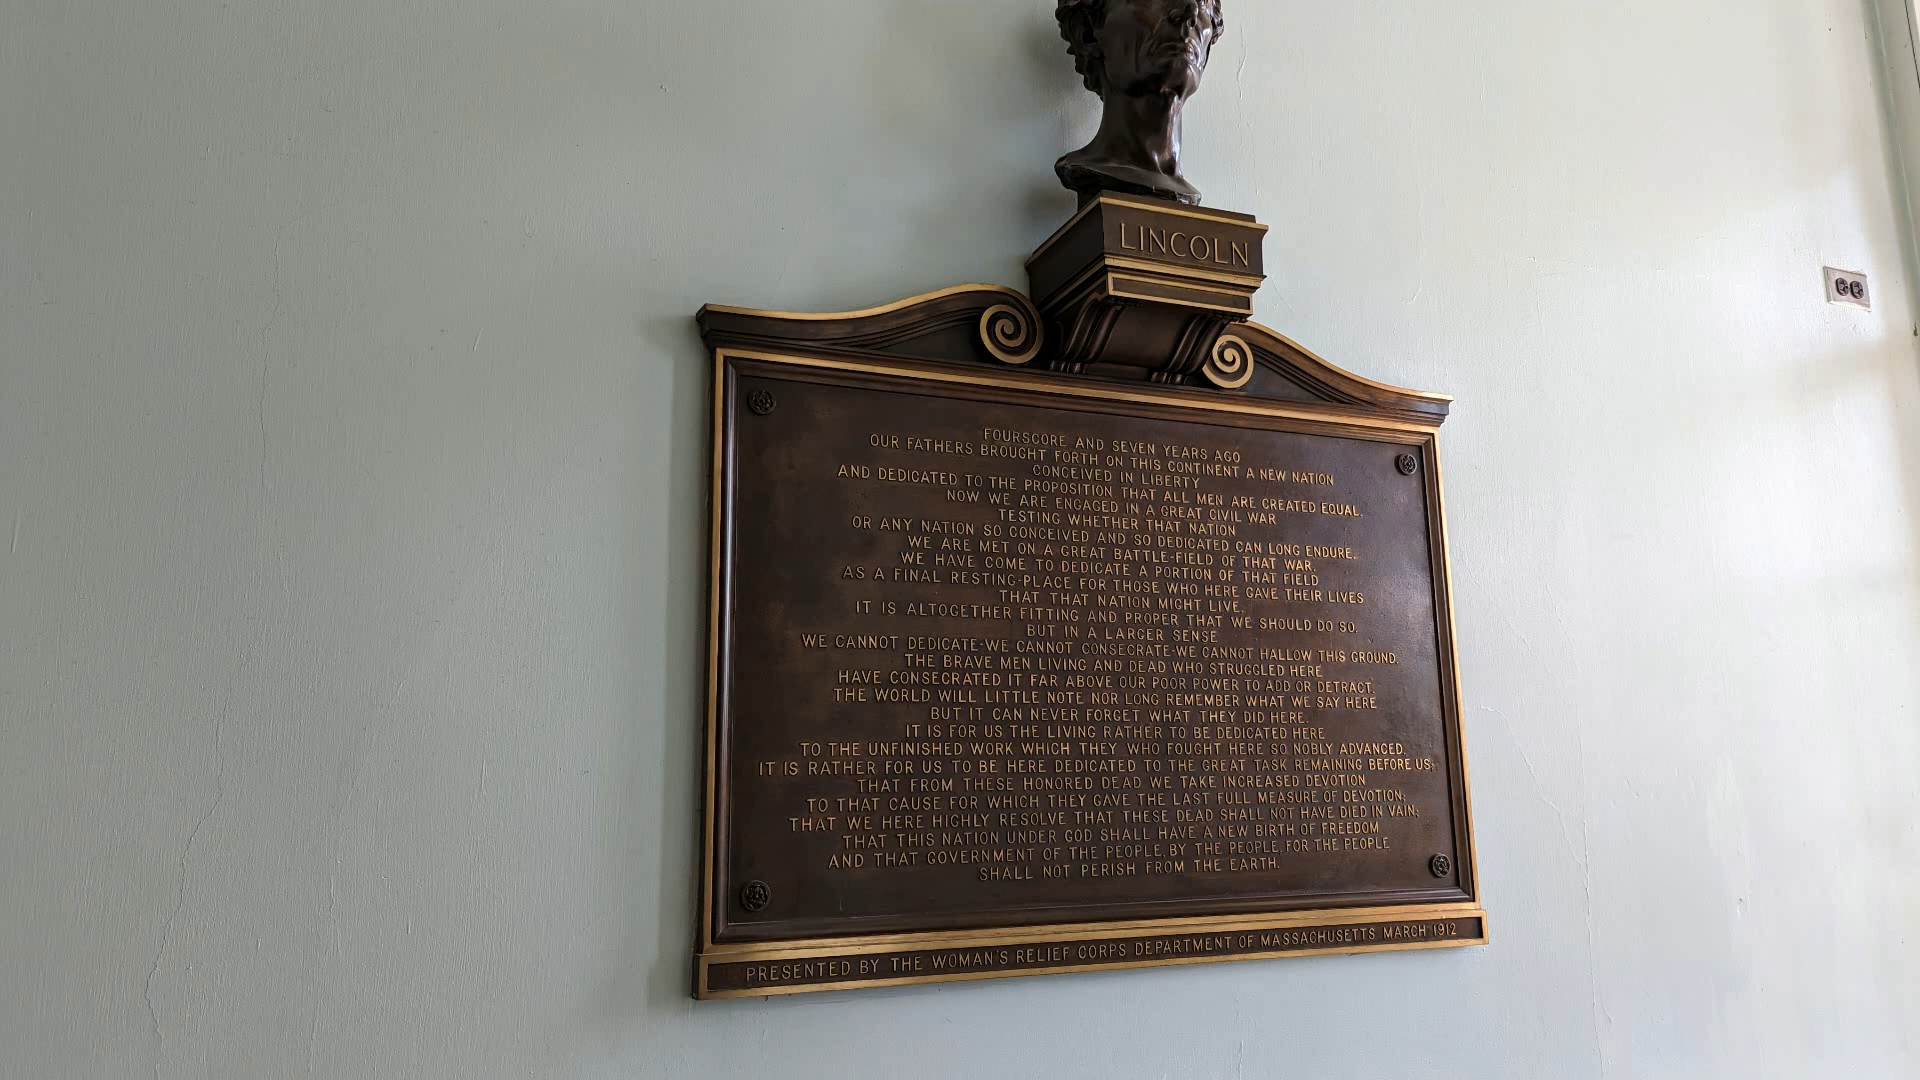 LINCOLN
FOURSCORE AND SEVEN YEARS AGO
OUR FATHERS BROUGHT FORTH ON THIS CONTINENT A NEW NATION
CONCEIVED IN LIBERTY
AND DEDICATED TO THE PROPOSITION THAT ALL MEN ARE CREATED EQUAL.
NOW WE ARE ENGAGED IN A GREAT CIVIL WAR
TESTING WHETHER THAT NATION
OR ANY NATION SO CONCEIVED AND SO DEDICATED CAN LONG ENDURE.
WE ARE MET ON A GREAT BATTLE-FIELD OF THAT WAR.
WE HAVE COME TO DEDICATE A PORTION OF THAT FIELD
AS A FINAL RESTING-PLACE FOR THOSE WHO HERE GAVE THEIR LIVES
THAT THAT NATION MIGHT LIVE.
IT IS ALTOGETHER FITTING AND PROPER THAT WE SHOULD DO SO.
BUT IN A LARGER SENSE
WE CANNOT DEDICATE-WE CANNOT CONSECRATE-WE CANNOT HALLOW THIS GROUND.
THE BRAVE MEN LIVING AND DEAD WHO STRUGGLED HERE
HAVE CONSECRATED IT FAR ABOVE OUR POOR POWER TO ADD OR DETRACT.
THE WORLD WILL LITTLE NOTE NOR LONG REMEMBER WHAT WE SAY HERE
BUT IT CAN NEVER FORGET WHAT THEY DID HERE.
IT IS FOR US THE LIVING RATHER TO BE DEDICATED HERE
TO THE UNFINISHED WORK WHICH THEY WHO FOUGHT HERE SO NOBLY ADVANCED.
IT IS RATHER FOR US TO BE HERE DEDICATED TO THE GREAT TASK REMAINING BEFORE US;
THAT FROM THESE HONORED DEAD WE TAKE INCREASED DEVOTION
TO THAT CAUSE FOR WHICH THEY GAVE THE LAST FULL MEASURE OF DEVOTION;
THAT WE HERE HIGHLY RESOLVE THAT THESE DEAD SHALL NOT HAVE DIED IN VAIN;
THAT THIS NATION UNDER GOD SHALL HAVE A NEW BIRTH OF FREEDOM
AND THAT GOVERNMENT OF THE PEOPLE, BY THE PEOPLE, FOR THE PEOPLE
SHALL NOT PERISH FROM THE EARTH.
PRESENTED BY THE WOMAN'S RELIEF CORPS DEPARTMENT OF MASSACHUSETTS MARCH 1912